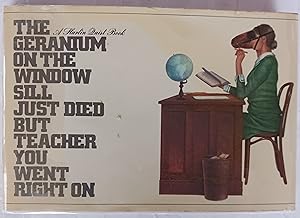 THE
A Harlin Quist Book
GERANIUM
ON THE
WINDOW
SILL
JUST DIED
BUT
TEACHER
YOU
WENT
RIGHT ON